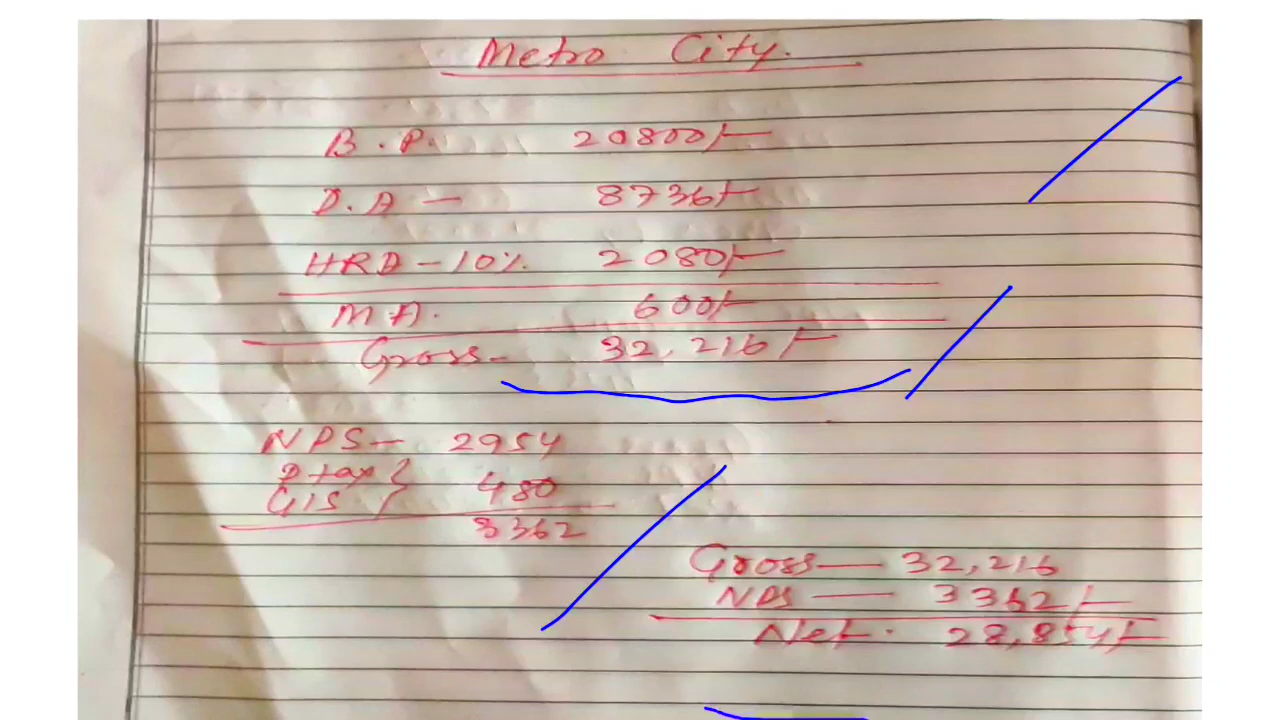 Metro City.
B.P. 20800/-
D.A - 8736/-
HRA - 10% 2080/-
M A. 600/-
Gross - 32,216/-
NPS - 2954
P tax }
GIS } 480
3362
Gross — 32,216
NPS — 3362/-
Net. 28,854/-